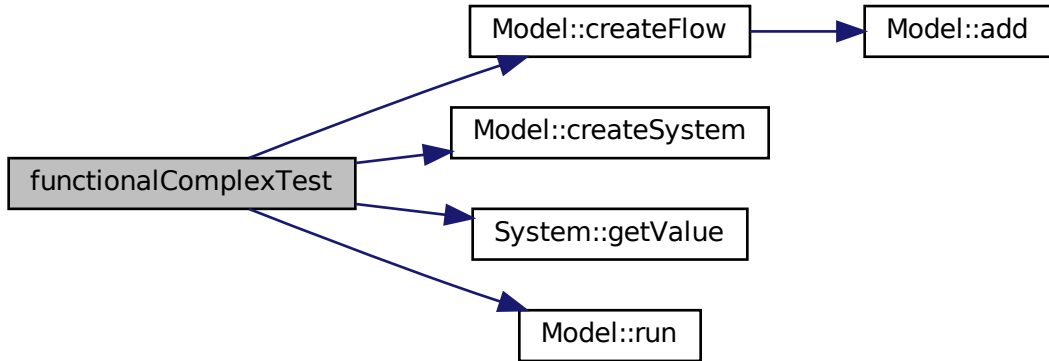 Model::createFlow
Model::add
Model::createSystem
functionalComplexTest
System::getValue
Model::run